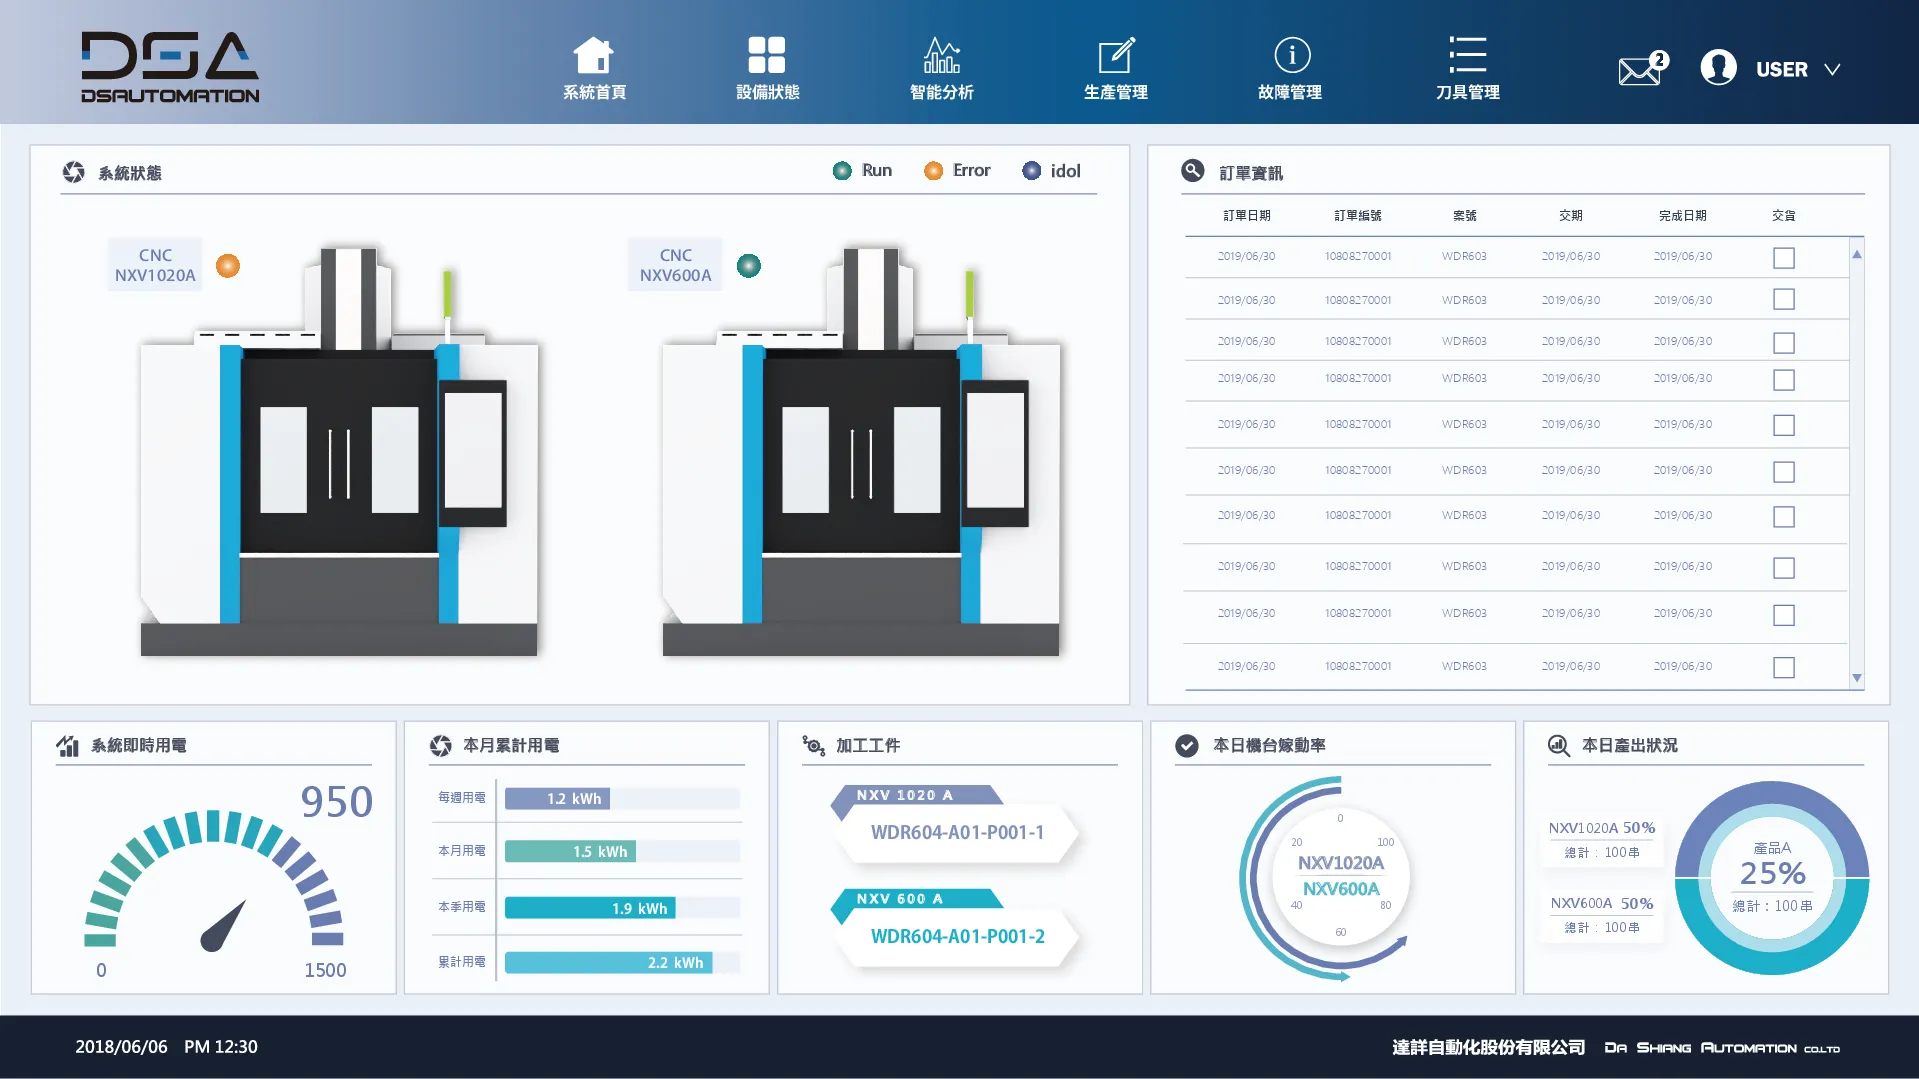 DSA
DSAUTOMATION
系統首頁
設備狀態
智能分析
生產管理
故障管理
刀具管理
2
USER
系統狀態
Run
Error
idol
CNC
NXV1020A
CNC
NXV600A
訂單資訊
訂單日期 訂單編號 案號 交期 完成日期 交貨
2019/06/30 10808270001 WDR603 2019/06/30 2019/06/30
2019/06/30 10808270001 WDR603 2019/06/30 2019/06/30
2019/06/30 10808270001 WDR603 2019/06/30 2019/06/30
2019/06/30 10808270001 WDR603 2019/06/30 2019/06/30
2019/06/30 10808270001 WDR603 2019/06/30 2019/06/30
2019/06/30 10808270001 WDR603 2019/06/30 2019/06/30
2019/06/30 10808270001 WDR603 2019/06/30 2019/06/30
2019/06/30 10808270001 WDR603 2019/06/30 2019/06/30
2019/06/30 10808270001 WDR603 2019/06/30 2019/06/30
2019/06/30 10808270001 WDR603 2019/06/30 2019/06/30
系統即時用電
950
0
1500
本月累計用電
每週用電 1.2 kWh
本月用電 1.5 kWh
本季用電 1.9 kWh
累計用電 2.2 kWh
加工工件
NXV 1020 A
WDR604-A01-P001-1
NXV 600 A
WDR604-A01-P001-2
本日機台嫁動率
0
20 100
NXV1020A
NXV600A
40 80
60
本日產出狀況
NXV1020A 50%
總計：100串
NXV600A 50%
總計：100串
產品A
25%
總計：100串
2018/06/06 PM 12:30
達詳自動化股份有限公司 DA SHIANG AUTOMATION CO.LTD